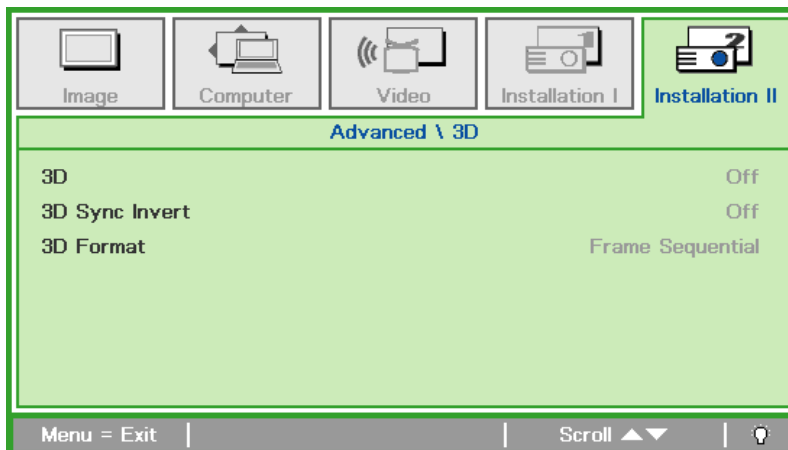 Image Computer Video Installation I Installation II
Advanced \ 3D
3D Off
3D Sync Invert Off
3D Format Frame Sequential
Menu = Exit Scroll ▲▼